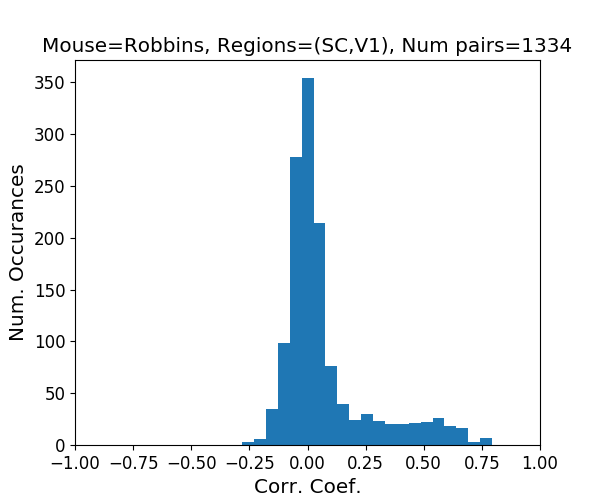 Mouse=Robbins, Regions=(SC,V1), Num pairs=1334
350
300
250
200
150
100
50
0
Num. Occurances
−1.00 −0.75 −0.50 −0.25 0.00 0.25 0.50 0.75 1.00
Corr. Coef.